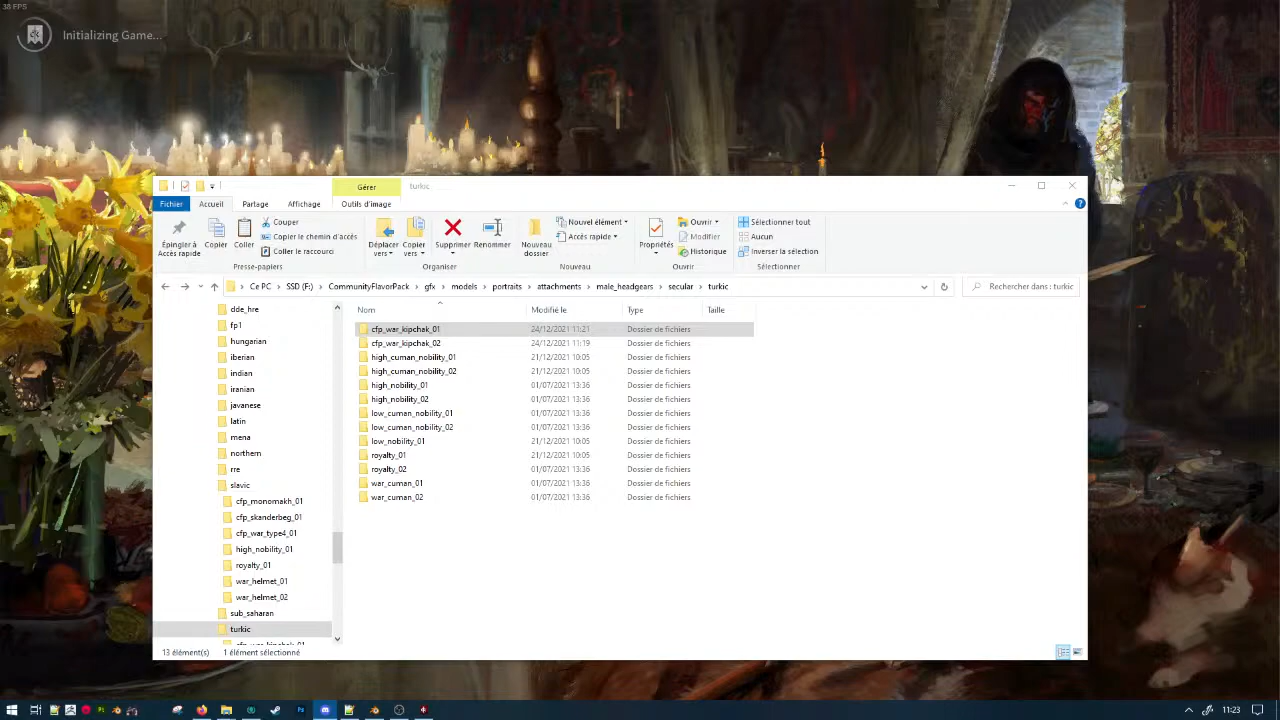 38 FPS
Initializing Game...
Gérer
turkic
Fichier
Accueil
Partage
Affichage
Outils d'image
Épingler à Accès rapide
Copier
Coller
Couper
Copier le chemin d'accès
Coller le raccourci
Presse-papiers
Déplacer vers
Copier vers
Supprimer
Renommer
Organiser
Nouveau dossier
Nouvel élément
Accès rapide
Nouveau
Propriétés
Ouvrir
Modifier
Historique
Ouvrir
Sélectionner tout
Aucun
Inverser la sélection
Sélectionner
Ce PC > SSD (F:) > CommunityFlavorPack > gfx > models > portraits > attachments > male_headgears > secular > turkic
Rechercher dans : turkic
dde_hre
fp1
hungarian
iberian
indian
iranian
javanese
latin
mena
northern
rre
slavic
cfp_monomakh_01
cfp_skanderbeg_01
cfp_war_type4_01
high_nobility_01
royalty_01
war_helmet_01
war_helmet_02
sub_saharan
turkic
cfp_war_kipchak_01
Nom Modifié le Type Taille
cfp_war_kipchak_01 24/12/2021 11:21 Dossier de fichiers
cfp_war_kipchak_02 24/12/2021 11:19 Dossier de fichiers
high_cuman_nobility_01 21/12/2021 10:05 Dossier de fichiers
high_cuman_nobility_02 21/12/2021 10:05 Dossier de fichiers
high_nobility_01 01/07/2021 13:36 Dossier de fichiers
high_nobility_02 01/07/2021 13:36 Dossier de fichiers
low_cuman_nobility_01 01/07/2021 13:36 Dossier de fichiers
low_cuman_nobility_02 01/07/2021 13:36 Dossier de fichiers
low_nobility_01 21/12/2021 10:05 Dossier de fichiers
royalty_01 21/12/2021 10:05 Dossier de fichiers
royalty_02 01/07/2021 13:36 Dossier de fichiers
war_cuman_01 01/07/2021 13:36 Dossier de fichiers
war_cuman_02 01/07/2021 13:36 Dossier de fichiers
13 élément(s) 1 élément sélectionné
11:23